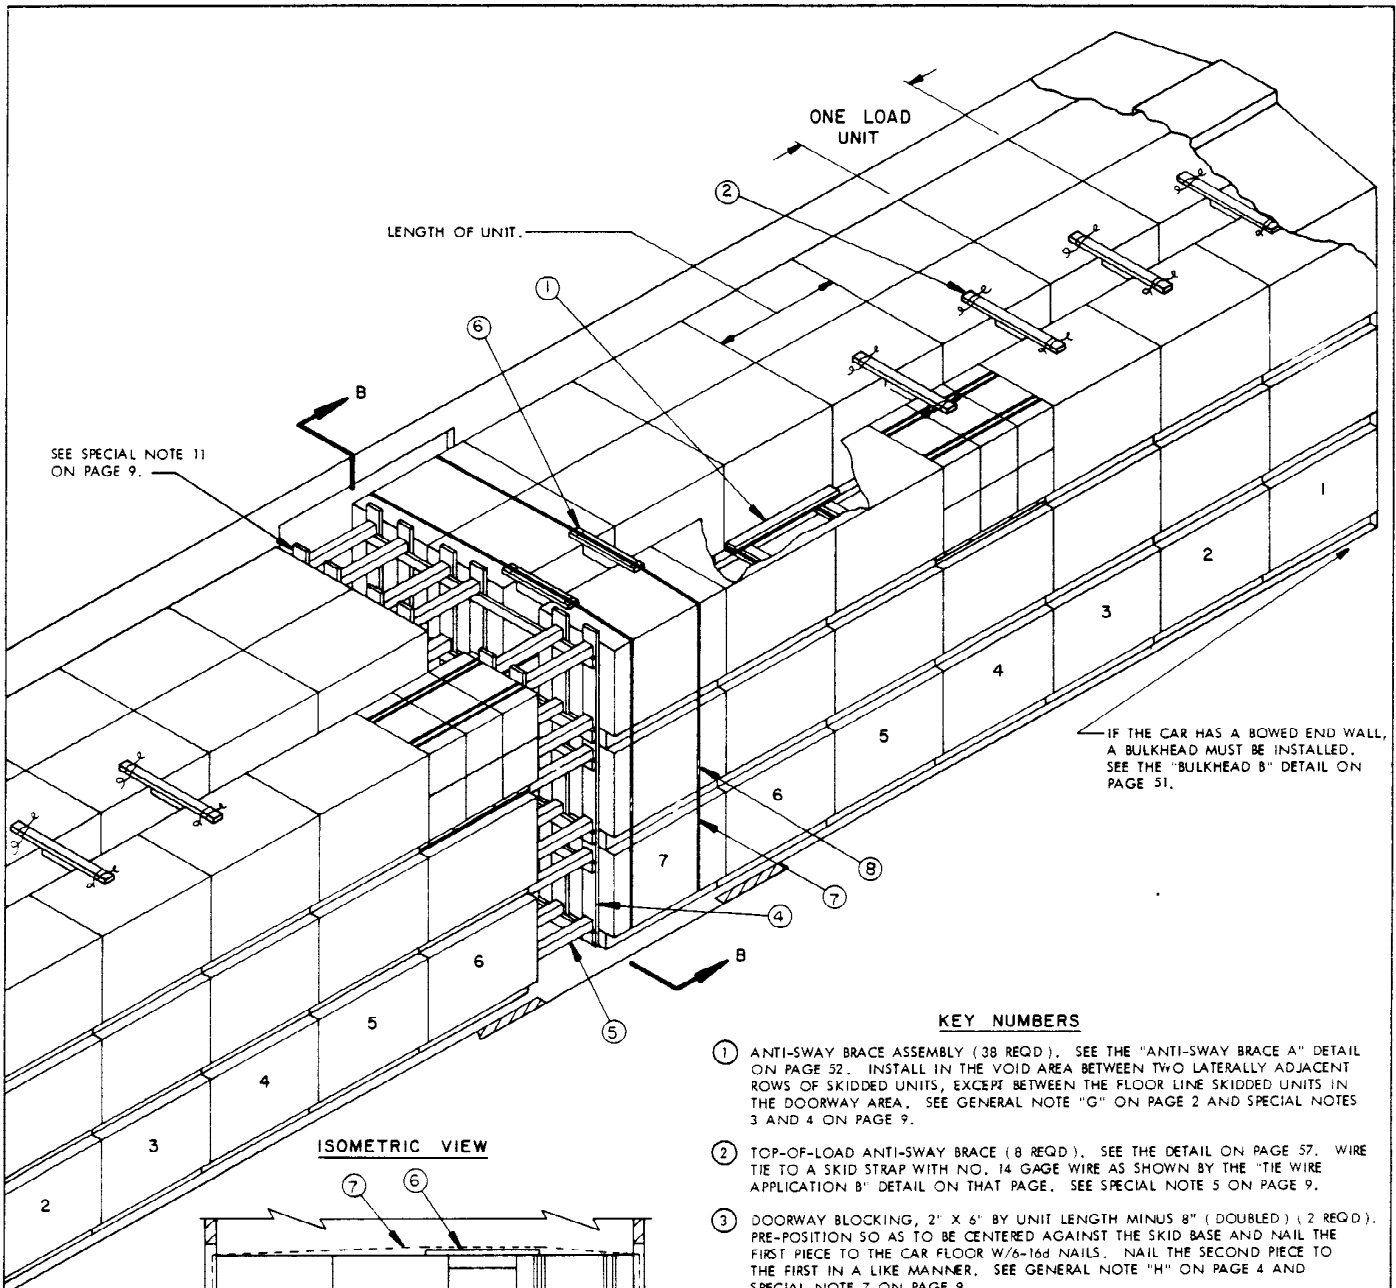 ONE LOAD
UNIT
2
LENGTH OF UNIT.
1
6
B
SEE SPECIAL NOTE 11
ON PAGE 9.
1
2
3
4
5
6
7
IF THE CAR HAS A BOWED END WALL,
A BULKHEAD MUST BE INSTALLED.
SEE THE "BULKHEAD B" DETAIL ON
PAGE 51.
8
7
4
B
5
6
5
4
3
2
ISOMETRIC VIEW
7
6
KEY NUMBERS
1 ANTI-SWAY BRACE ASSEMBLY (38 REQD). SEE THE "ANTI-SWAY BRACE A" DETAIL
ON PAGE 52. INSTALL IN THE VOID AREA BETWEEN TWO LATERALLY ADJACENT
ROWS OF SKIDDED UNITS, EXCEPT BETWEEN THE FLOOR LINE SKIDDED UNITS IN
THE DOORWAY AREA. SEE GENERAL NOTE "G" ON PAGE 2 AND SPECIAL NOTES
3 AND 4 ON PAGE 9.
2 TOP-OF-LOAD ANTI-SWAY BRACE (8 REQD). SEE THE DETAIL ON PAGE 57. WIRE
TIE TO A SKID STRAP WITH NO. 14 GAGE WIRE AS SHOWN BY THE "TIE WIRE
APPLICATION B" DETAIL ON THAT PAGE. SEE SPECIAL NOTE 5 ON PAGE 9.
3 DOORWAY BLOCKING, 2" X 6" BY UNIT LENGTH MINUS 8" (DOUBLED) (2 REQD).
PRE-POSITION SO AS TO BE CENTERED AGAINST THE SKID BASE AND NAIL THE
FIRST PIECE TO THE CAR FLOOR W/6-16d NAILS. NAIL THE SECOND PIECE TO
THE FIRST IN A LIKE MANNER. SEE GENERAL NOTE "H" ON PAGE 4 AND
SPECIAL NOTE 7 ON PAGE 9.